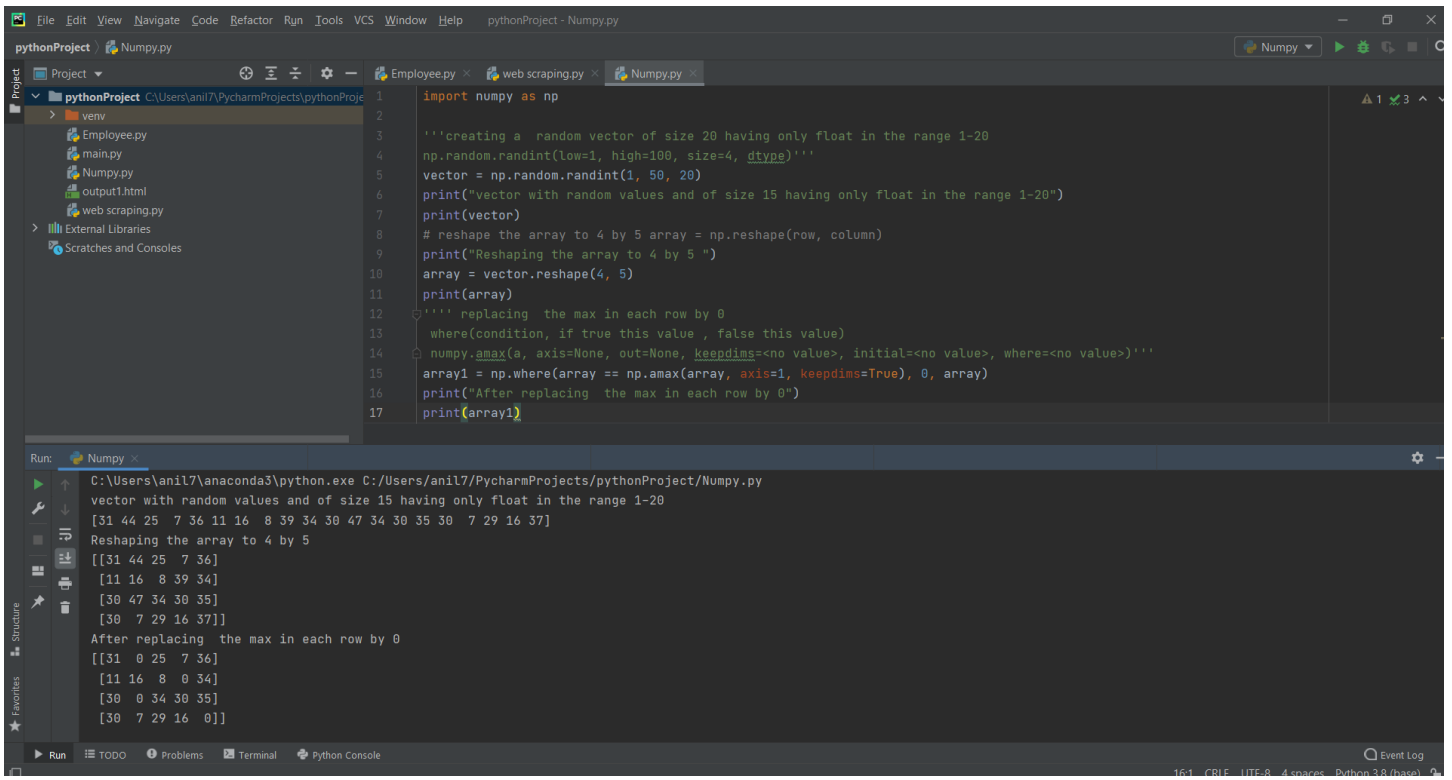 File Edit View Navigate Code Refactor Run Tools VCS Window Help pythonProject - Numpy.py
pythonProject Numpy.py Numpy
Project
Project
Employee.py web scraping.py Numpy.py
pythonProject C:\Users\anil7\PycharmProjects\pythonProje
venv
Employee.py
main.py
Numpy.py
output1.html
web scraping.py
External Libraries
Scratches and Consoles
1 3
1 import numpy as np
2
3 '''creating a  random vector of size 20 having only float in the range 1-20
4 np.random.randint(low=1, high=100, size=4, dtype)'''
5 vector = np.random.randint(1, 50, 20)
6 print("vector with random values and of size 15 having only float in the range 1-20")
7 print(vector)
8 # reshape the array to 4 by 5 array = np.reshape(row, column)
9 print("Reshaping the array to 4 by 5 ")
10 array = vector.reshape(4, 5)
11 print(array)
12 '''' replacing  the max in each row by 0
13 where(condition, if true this value , false this value)
14 numpy.amax(a, axis=None, out=None, keepdims=<no value>, initial=<no value>, where=<no value>)'''
15 array1 = np.where(array == np.amax(array, axis=1, keepdims=True), 0, array)
16 print("After replacing  the max in each row by 0")
17 print(array1)
Run: Numpy
C:\Users\anil7\anaconda3\python.exe C:/Users/anil7/PycharmProjects/pythonProject/Numpy.py
vector with random values and of size 15 having only float in the range 1-20
[31 44 25  7 36 11 16  8 39 34 30 47 34 30 35 30  7 29 16 37]
Reshaping the array to 4 by 5
[[31 44 25  7 36]
 [11 16  8 39 34]
 [30 47 34 30 35]
 [30  7 29 16 37]]
After replacing  the max in each row by 0
[[31  0 25  7 36]
 [11 16  8  0 34]
 [30  0 34 30 35]
 [30  7 29 16  0]]
Structure
Favorites
Run TODO Problems Terminal Python Console Event Log
16:1 CRLF UTF-8 4 spaces Python 3.8 (base)